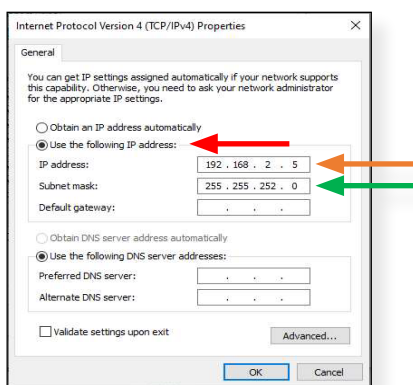 Internet Protocol Version 4 (TCP/IPv4) Properties
General
You can get IP settings assigned automatically if your network supports
this capability. Otherwise, you need to ask your network administrator
for the appropriate IP settings.
Obtain an IP address automatically
Use the following IP address:
IP address: 192 . 168 . 2 . 5
Subnet mask: 255 . 255 . 252 . 0
Default gateway: . . .
Obtain DNS server address automatically
Use the following DNS server addresses:
Preferred DNS server: . . .
Alternate DNS server: . . .
Validate settings upon exit
Advanced...
OK Cancel